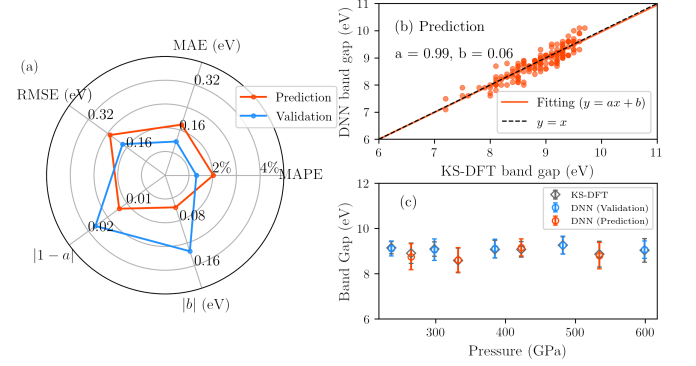 (a)
MAE (eV)
0.32
RMSE (eV)
0.32
Prediction
Validation
0.16
0.16
2%
4%
MAPE
0.01
0.08
0.02
|1 − a|
0.16
|b| (eV)
DNN band gap (eV)
11
10
9
8
7
6
(b) Prediction
a = 0.99, b = 0.06
Fitting (y = ax + b)
y = x
6
7
8
9
10
11
KS-DFT band gap (eV)
Band Gap (eV)
12
10
8
6
(c)
KS-DFT
DNN (Validation)
DNN (Prediction)
300
400
500
600
Pressure (GPa)